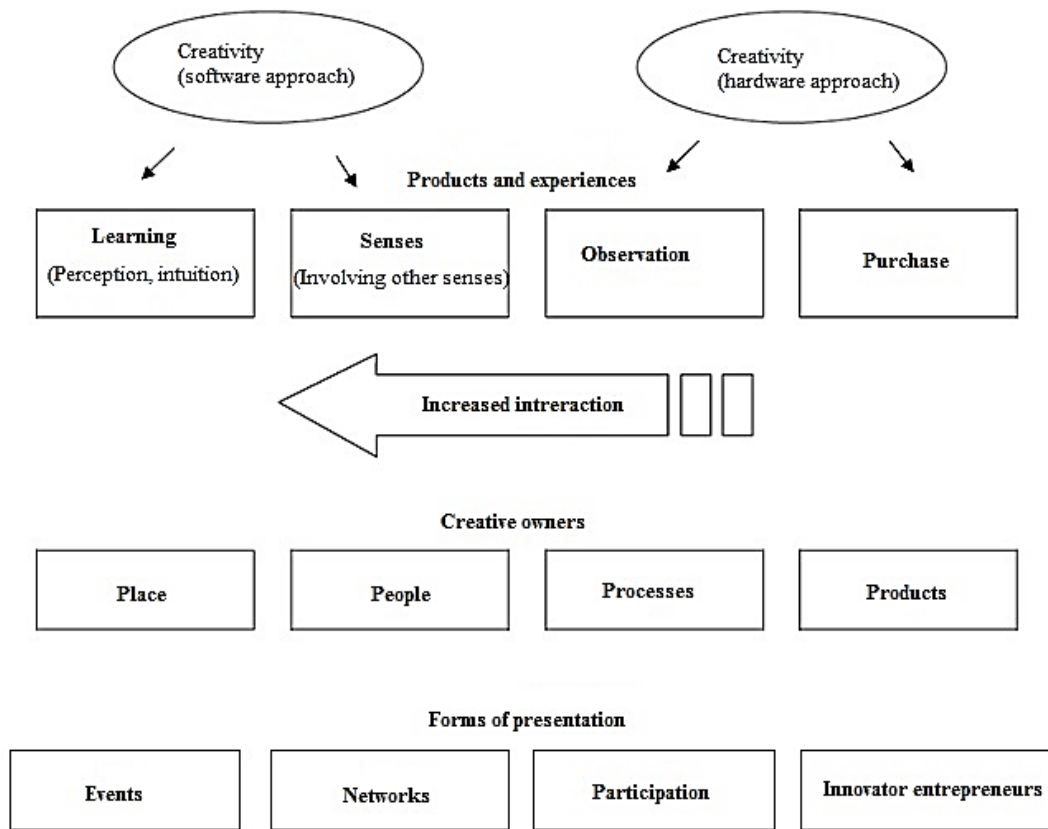 Creativity
(software approach)
Creativity
(hardware approach)
Products and experiences
Learning
(Perception, intuition)
Senses
(Involving other senses)
Observation
Purchase
Increased intreraction
Creative owners
Place
People
Processes
Products
Forms of presentation
Events
Networks
Participation
Innovator entrepreneurs